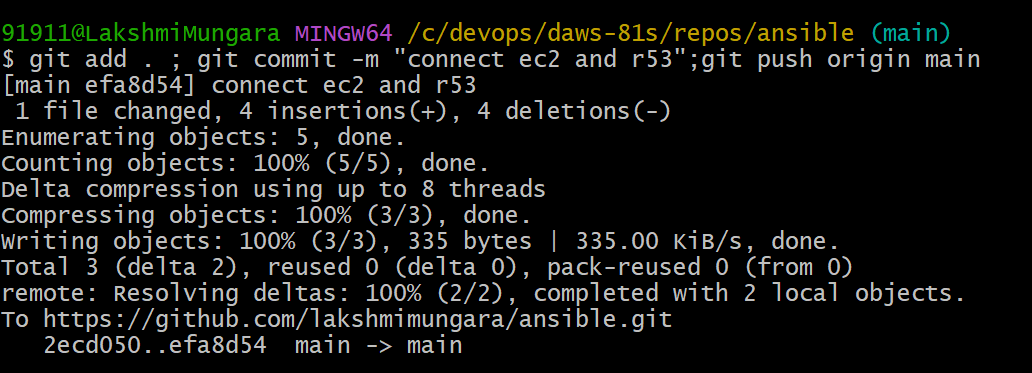 91911@LakshmiMungara MINGW64 /c/devops/daws-81s/repos/ansible (main)
$ git add . ; git commit -m "connect ec2 and r53";git push origin main
[main efa8d54] connect ec2 and r53
 1 file changed, 4 insertions(+), 4 deletions(-)
Enumerating objects: 5, done.
Counting objects: 100% (5/5), done.
Delta compression using up to 8 threads
Compressing objects: 100% (3/3), done.
Writing objects: 100% (3/3), 335 bytes | 335.00 KiB/s, done.
Total 3 (delta 2), reused 0 (delta 0), pack-reused 0 (from 0)
remote: Resolving deltas: 100% (2/2), completed with 2 local objects.
To https://github.com/lakshmimungara/ansible.git
   2ecd050..efa8d54  main -> main